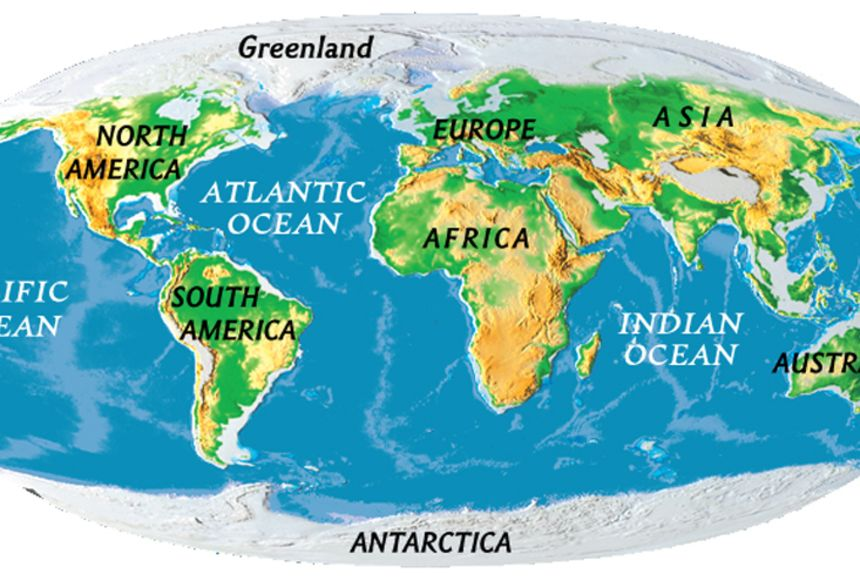 Greenland
NORTH
AMERICA
EUROPE
ASIA
ATLANTIC
OCEAN
AFRICA
IFIC
EAN
SOUTH
AMERICA
INDIAN
OCEAN
AUSTRA
ANTARCTICA